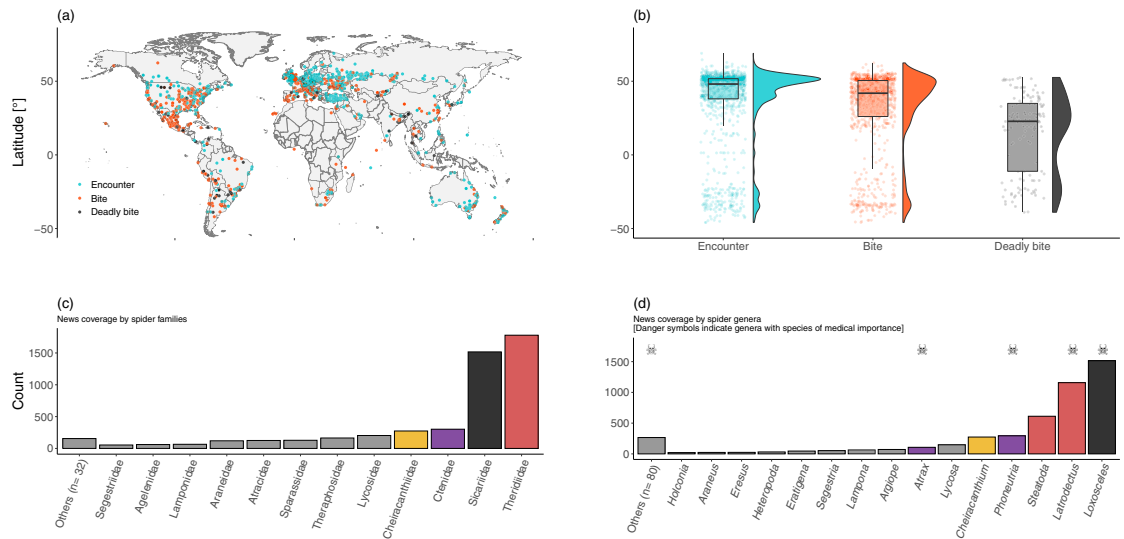 (a)
Latitude [°]
50
0
−50
Encounter
Bite
Deadly bite
(b)
50
0
−50
Encounter
Bite
Deadly bite
(c)
News coverage by spider families
Count
1500
1000
500
0
Others (n= 32)
Segestriidae
Agelenidae
Lamponidae
Araneidae
Atracidae
Sparassidae
Theraphosidae
Lycosidae
Cheiracanthiidae
Ctenidae
Sicariidae
Theridiidae
(d)
News coverage by spider genera
[Danger symbols indicate genera with species of medical importance]
1500
1000
500
0
Others (n= 80)
Holconia
Araneus
Eresus
Heteropoda
Eratigena
Segestria
Lampona
Argiope
Atrax
Lycosa
Cheiracanthium
Phoneutria
Steatoda
Latrodectus
Loxosceles